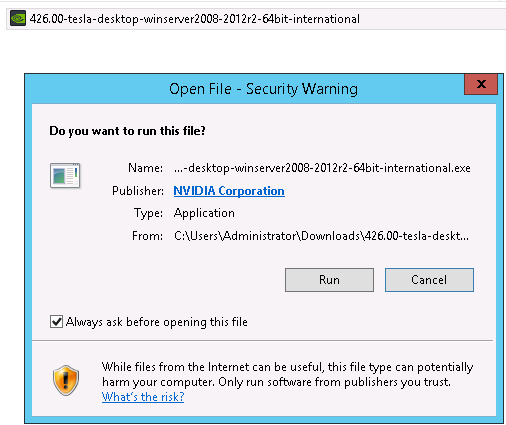 426.00-tesla-desktop-winserver2008-2012r2-64bit-international
Open File - Security Warning
X
Do you want to run this file?
Name: ...-desktop-winserver2008-2012r2-64bit-international.exe
Publisher: NVIDIA Corporation
Type: Application
From: C:\Users\Administrator\Downloads\426.00-tesla-deskt...
Run Cancel
Always ask before opening this file
While files from the Internet can be useful, this file type can potentially
harm your computer. Only run software from publishers you trust.
What's the risk?